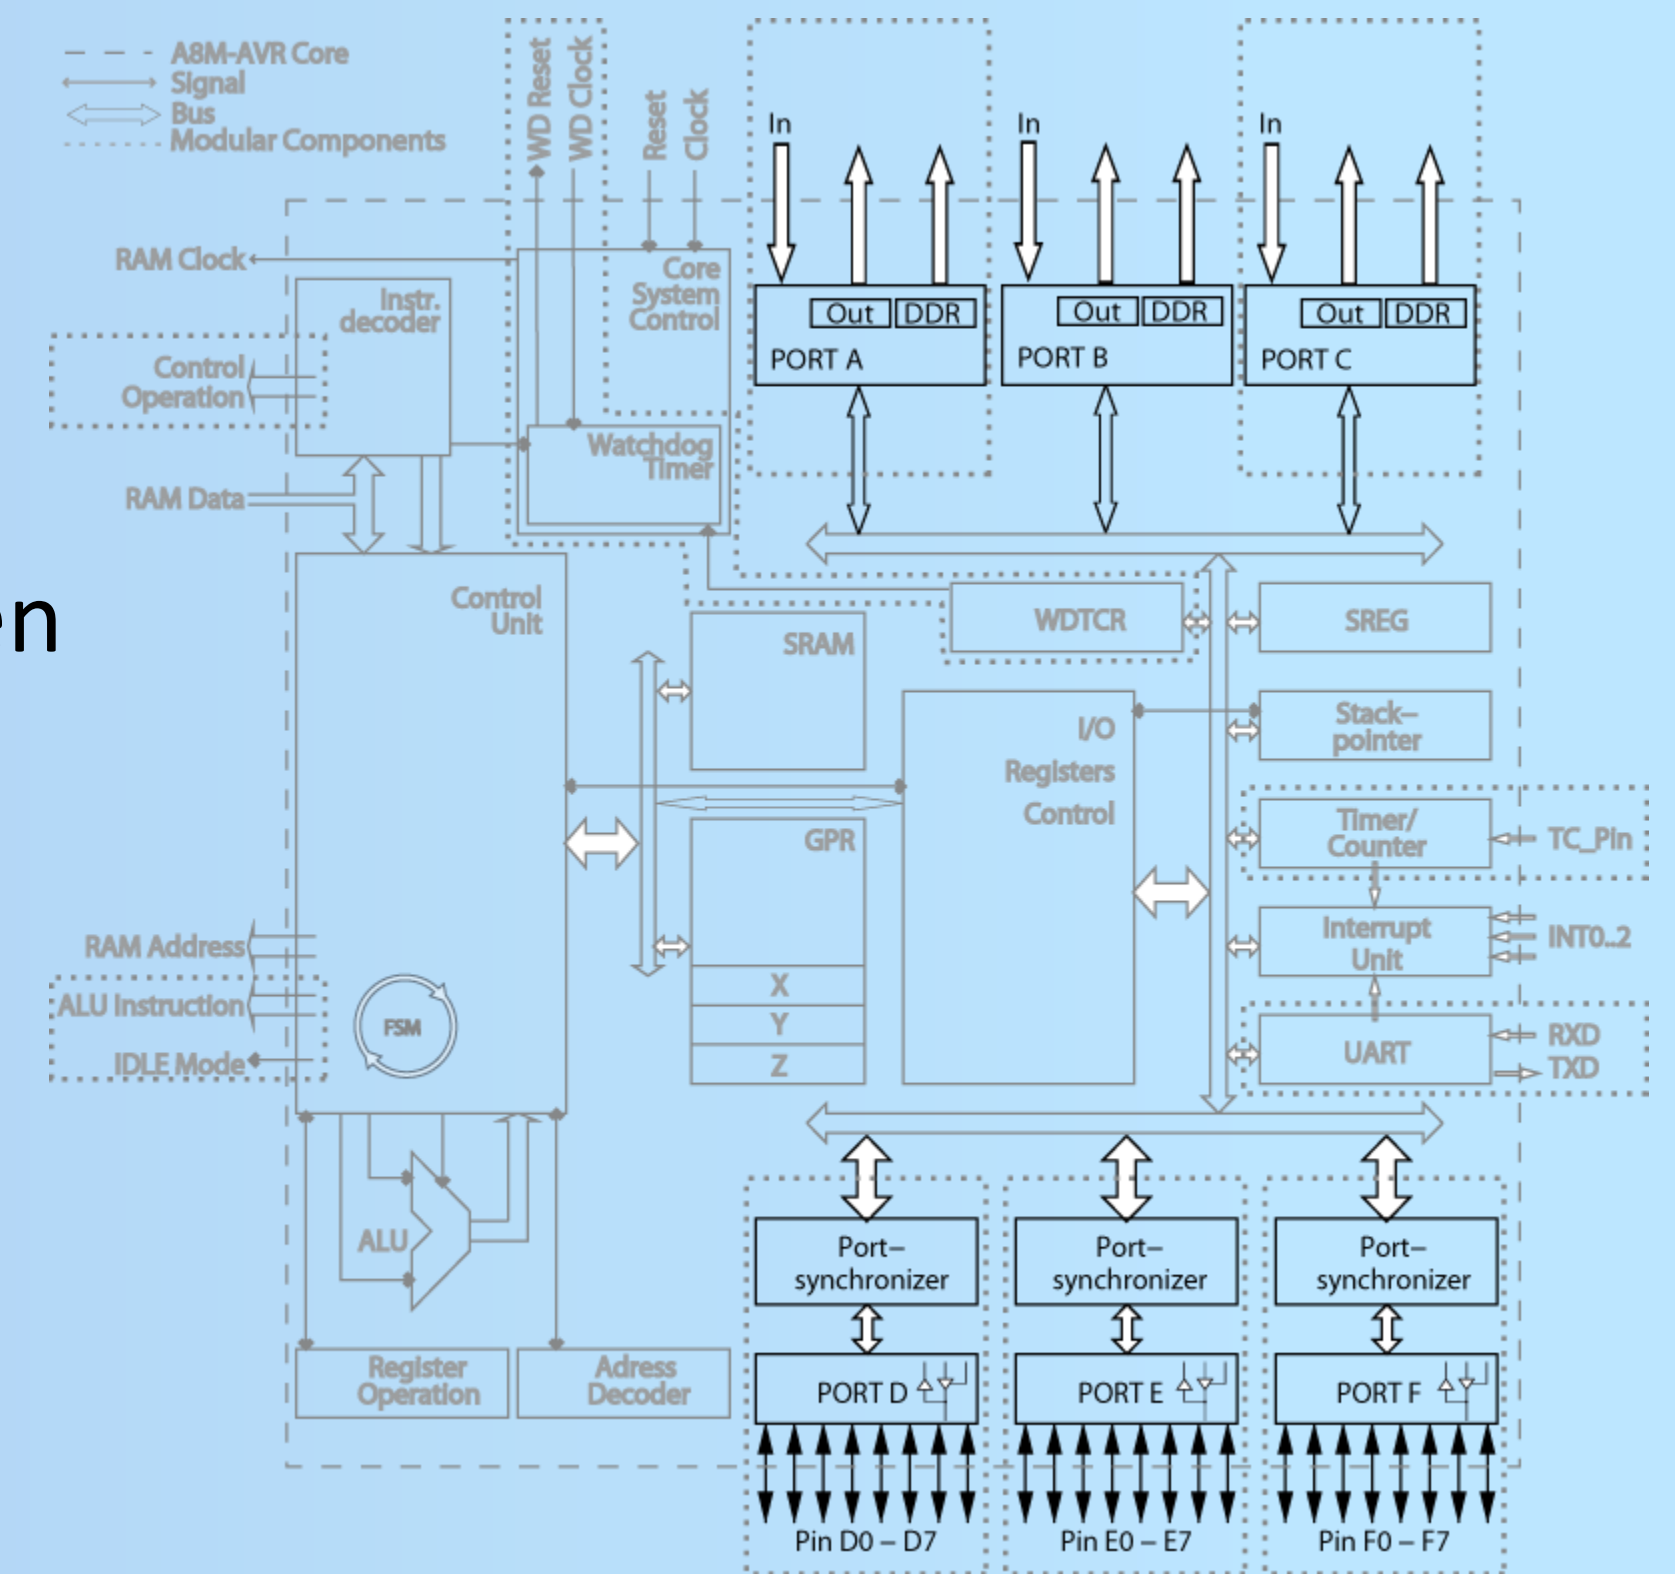 A8M-AVR Core
Signal
Bus
Modular Components
WD Reset
WD Clock
Reset
Clock
In
In
In
RAM Clock
Core
System
Control
Instr.
decoder
Out
DDR
PORT A
Out
DDR
PORT B
Out
DDR
PORT C
Control
Operation
Watchdog
Timer
RAM Data
en
Control
Unit
SRAM
WDTCR
SREG
I/O
Registers
Control
Stack–
pointer
GPR
Timer/
Counter
TC_Pin
RAM Address
Interrupt
Unit
INT0..2
X
Y
Z
ALU Instruction
FSM
IDLE Mode
UART
RXD
TXD
ALU
Port–
synchronizer
Port–
synchronizer
Port–
synchronizer
Register
Operation
Adress
Decoder
PORT D
PORT E
PORT F
Pin D0 – D7
Pin E0 – E7
Pin F0 – F7